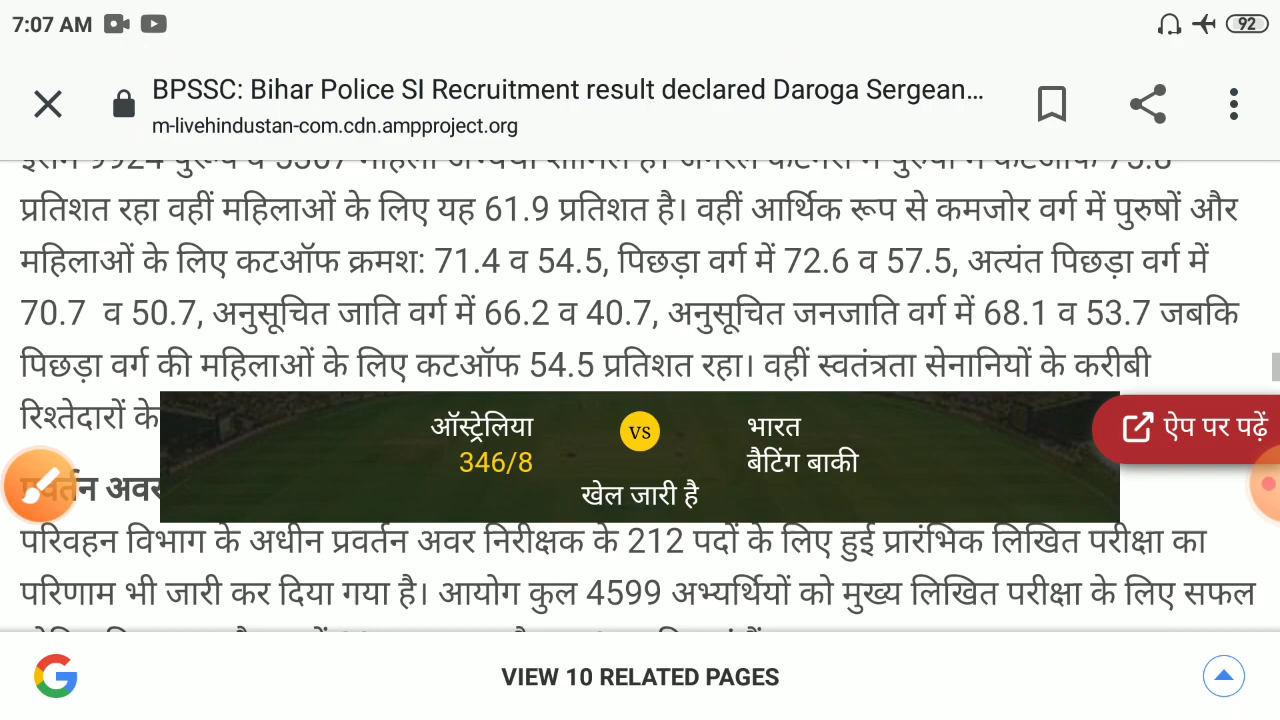 7:07 AM
92
BPSSC: Bihar Police SI Recruitment result declared Daroga Sergean...
m-livehindustan-com.cdn.ampproject.org
प्रतिशत रहा वहीं महिलाओं के लिए यह 61.9 प्रतिशत है। वहीं आर्थिक रूप से कमजोर वर्ग में पुरुषों और
महिलाओं के लिए कटऑफ क्रमश: 71.4 व 54.5, पिछड़ा वर्ग में 72.6 व 57.5, अत्यंत पिछड़ा वर्ग में
70.7 व 50.7, अनुसूचित जाति वर्ग में 66.2 व 40.7, अनुसूचित जनजाति वर्ग में 68.1 व 53.7 जबकि
पिछड़ा वर्ग की महिलाओं के लिए कटऑफ 54.5 प्रतिशत रहा। वहीं स्वतंत्रता सेनानियों के करीबी
रिश्तेदारों के
ऑस्ट्रेलिया vs भारत
346/8 बैटिंग बाकी
खेल जारी है
ऐप पर पढ़ें
परिवहन विभाग के अधीन प्रवर्तन अवर निरीक्षक के 212 पदों के लिए हुई प्रारंभिक लिखित परीक्षा का
परिणाम भी जारी कर दिया गया है। आयोग कुल 4599 अभ्यर्थियों को मुख्य लिखित परीक्षा के लिए सफल
VIEW 10 RELATED PAGES